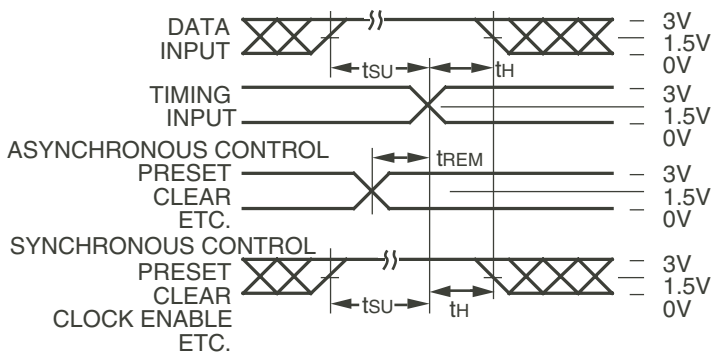 DATA
INPUT
3V
1.5V
0V
tSU
tH
TIMING
INPUT
3V
1.5V
0V
ASYNCHRONOUS CONTROL
tREM
PRESET
CLEAR
ETC.
3V
1.5V
0V
SYNCHRONOUS CONTROL
PRESET
CLEAR
CLOCK ENABLE
ETC.
3V
1.5V
0V
tSU
tH